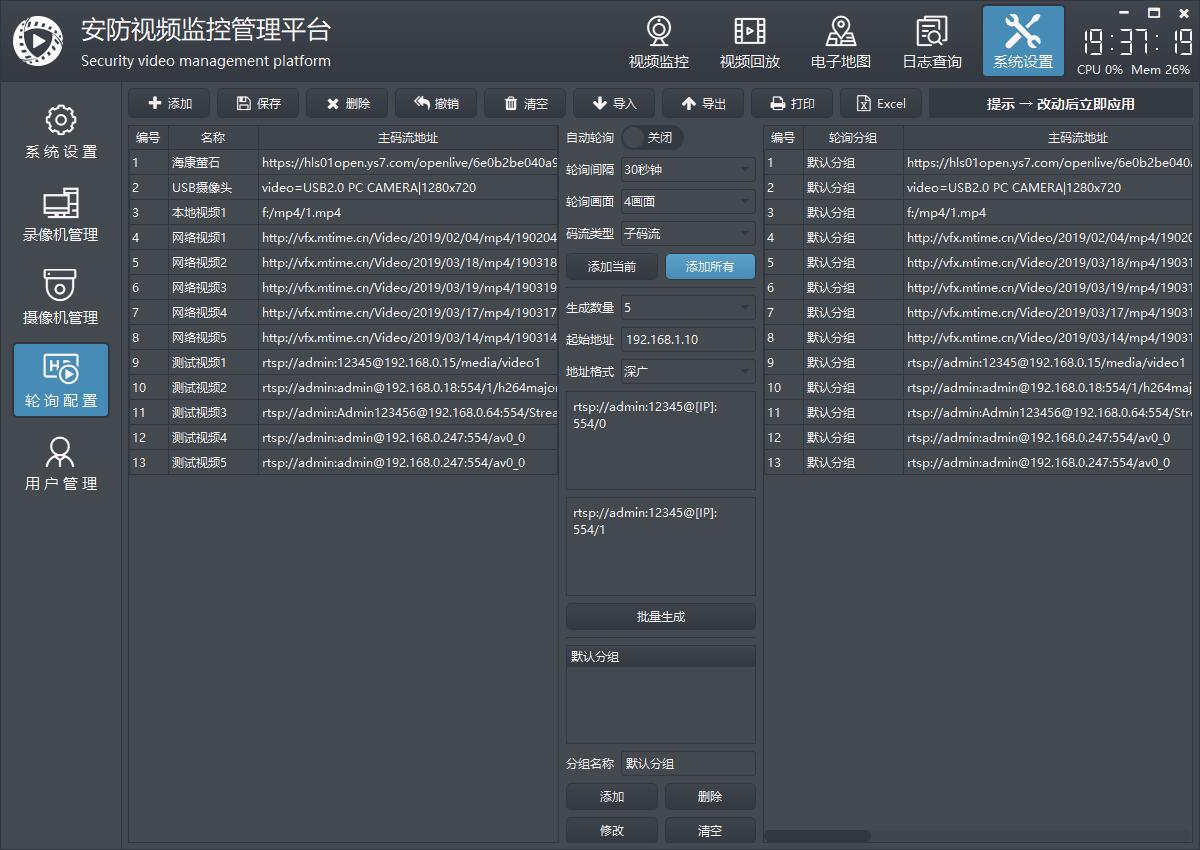 安防视频监控管理平台
Security video management platform
视频监控
视频回放
电子地图
日志查询
系统设置
19:37:19
CPU 0% Mem 26%
系统设置
录像机管理
摄像机管理
轮询配置
用户管理
添加 保存 删除 撤销 清空 导入 导出 打印 Excel
提示 → 改动后立即应用
编号 名称 主码流地址
1 海康萤石 https://hls01open.ys7.com/openlive/6e0b2be040a9
2 USB摄像头 video=USB2.0 PC CAMERA|1280x720
3 本地视频1 f:/mp4/1.mp4
4 网络视频1 http://vfx.mtime.cn/Video/2019/02/04/mp4/190204
5 网络视频2 http://vfx.mtime.cn/Video/2019/03/18/mp4/190318
6 网络视频3 http://vfx.mtime.cn/Video/2019/03/19/mp4/190319
7 网络视频4 http://vfx.mtime.cn/Video/2019/03/17/mp4/190317
8 网络视频5 http://vfx.mtime.cn/Video/2019/03/14/mp4/190314
9 测试视频1 rtsp://admin:12345@192.168.0.15/media/video1
10 测试视频2 rtsp://admin:12345@192.168.0.18:554/1/h264major
11 测试视频3 rtsp://admin:Admin123456@192.168.0.64:554/Strea
12 测试视频4 rtsp://admin:admin@192.168.0.247:554/av0_0
13 测试视频5 rtsp://admin:admin@192.168.0.247:554/av0_0
自动轮询 关闭
轮询间隔 30秒钟
轮询画面 4画面
码流类型 子码流
添加当前 添加所有
生成数量 5
起始地址 192.168.1.10
地址格式 深广
rtsp://admin:12345@[IP]:
554/0
rtsp://admin:12345@[IP]:
554/1
批量生成
默认分组
分组名称 默认分组
添加 删除
修改 清空
编号 轮询分组 主码流地址
1 默认分组 https://hls01open.ys7.com/openlive/6e0b2be040a
2 默认分组 video=USB2.0 PC CAMERA|1280x720
3 默认分组 f:/mp4/1.mp4
4 默认分组 http://vfx.mtime.cn/Video/2019/02/04/mp4/19020
5 默认分组 http://vfx.mtime.cn/Video/2019/03/18/mp4/19031
6 默认分组 http://vfx.mtime.cn/Video/2019/03/19/mp4/19031
7 默认分组 http://vfx.mtime.cn/Video/2019/03/17/mp4/19031
8 默认分组 http://vfx.mtime.cn/Video/2019/03/14/mp4/19031
9 默认分组 rtsp://admin:12345@192.168.0.15/media/video1
10 默认分组 rtsp://admin:12345@192.168.0.18:554/1/h264maj
11 默认分组 rtsp://admin:Admin123456@192.168.0.64:554/Stre
12 默认分组 rtsp://admin:admin@192.168.0.247:554/av0_0
13 默认分组 rtsp://admin:admin@192.168.0.247:554/av0_0